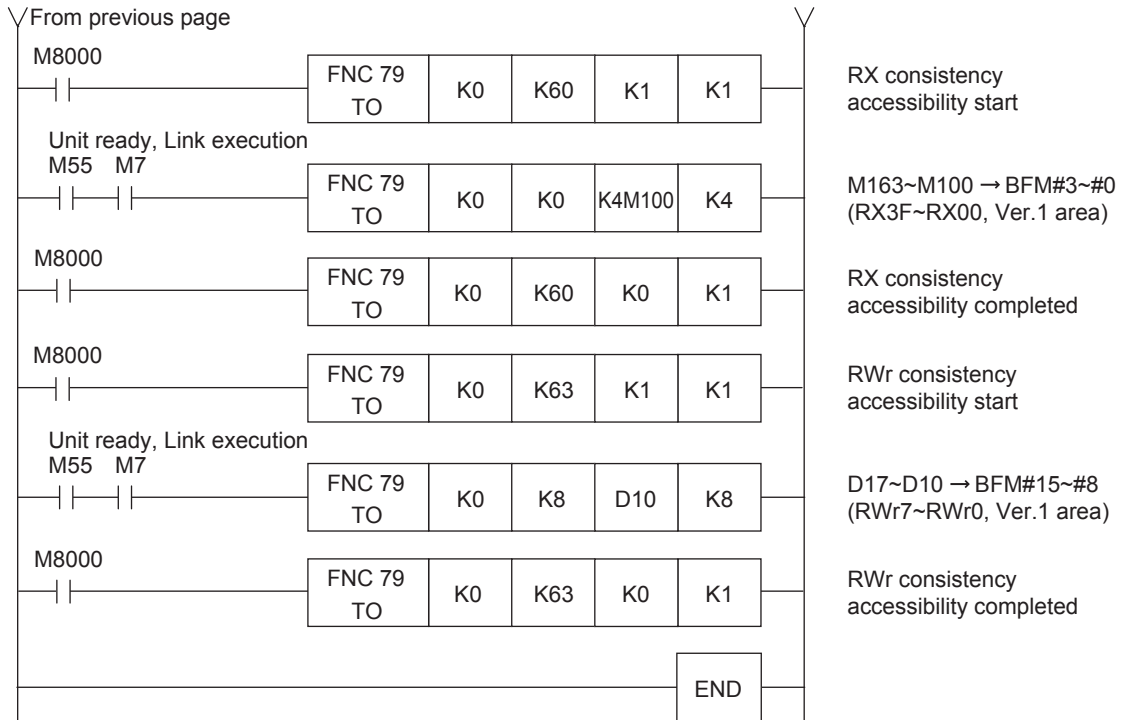 From previous page
M8000
FNC 79 TO K0 K60 K1 K1
RX consistency
accessibility start
Unit ready, Link execution
M55 M7
FNC 79 TO K0 K0 K4M100 K4
M163~M100 → BFM#3~#0
(RX3F~RX00, Ver.1 area)
M8000
FNC 79 TO K0 K60 K0 K1
RX consistency
accessibility completed
M8000
FNC 79 TO K0 K63 K1 K1
RWr consistency
accessibility start
Unit ready, Link execution
M55 M7
FNC 79 TO K0 K8 D10 K8
D17~D10 → BFM#15~#8
(RWr7~RWr0, Ver.1 area)
M8000
FNC 79 TO K0 K63 K0 K1
RWr consistency
accessibility completed
END